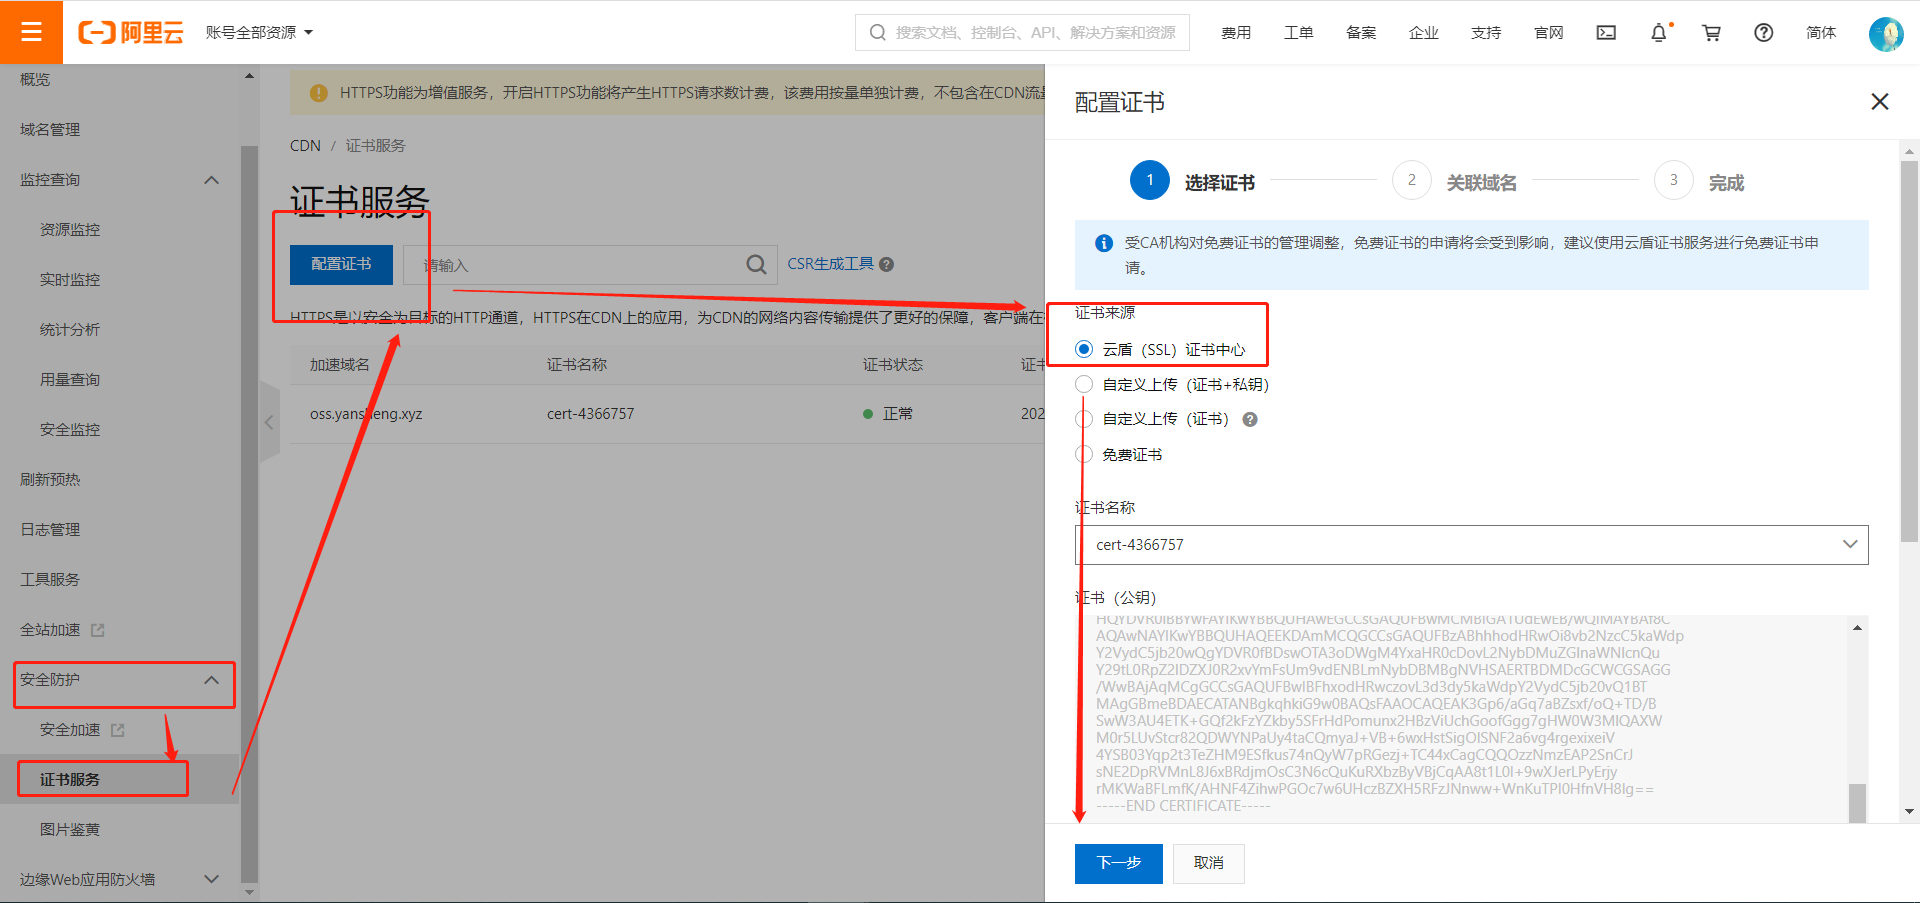 阿里云
账号全部资源
搜索文档、控制台、API、解决方案和资源
费用
工单
备案
企业
支持
官网
简体
概览
域名管理
监控查询
资源监控
实时监控
统计分析
用量查询
安全监控
刷新预热
日志管理
工具服务
全站加速
安全防护
安全加速
证书服务
图片鉴黄
边缘Web应用防火墙
HTTPS功能为增值服务，开启HTTPS功能将产生HTTPS请求数计费，该费用按量单独计费，不包含在CDN流量
CDN / 证书服务
证书服务
配置证书
请输入
CSR生成工具
HTTPS是以安全为目标的HTTP通道，HTTPS在CDN上的应用，为CDN的网络内容传输提供了更好的保障，客户端在
加速域名
证书名称
证书状态
证书
oss.yansheng.xyz
cert-4366757
正常
202
配置证书
1 选择证书
2 关联域名
3 完成
受CA机构对免费证书的管理调整，免费证书的申请将会受到影响，建议使用云盾证书服务进行免费证书申
请。
证书来源
云盾（SSL）证书中心
自定义上传（证书+私钥）
自定义上传（证书）
免费证书
证书名称
cert-4366757
证书（公钥）
HQYDVR0lBBYwFAYIKwYBBQUHAwEGCCsGAQUFBwMCMBIGA1UdEwEB/wQIMAYBAf8C
AQAwNAYIKwYBBQUHAQEEKDAmMCQGCCsGAQUFBzABhhhodHRwOi8vb2NzcC5kaWdp
Y2VydC5jb20wQgYDVR0fBDswOTA3oDWgM4YxaHR0cDovL2NybDMuZGlnaWNlcnQu
Y29tL0RpZ2lDZXJ0R2xvYmFsUm9vdENBLmNybDBMBgNVHSAERTBDMDcGCWCGSAGG
/WwBAjAqMCgGCCsGAQUFBwIBFhxodHRwczovL3d3dy5kaWdpY2VydC5jb20vQ1BT
MAgGBmeBDAECATANBgkqhkiG9w0BAQsFAAOCAQEAK3Gp6/aGq7aBZsxf/oQ+TD/B
SwW3AU4ETK+GQf2kFzYZkby5SFrHdPomunx2HBzViUchGoofGgg7gHW0W3MlQAXW
M0r5LUvStcr82QDWYNPaUy4taCQmyaJ+VB+6wxHstSigOlSNF2a6vg4rgexixeiV
4YSB03Yqp2t3TeZHM9ESfkus74nQyW7pRGezj+TC44xCagCQQOzzNmzEAP2SnCrJ
sNE2DpRVMnL8J6xBRdjmOsC3N6cQuKuRXbzByVBjCqAA8t1L0I+9wXJerLPyErjy
rMKWaBFLmfK/AHNF4ZihwPGOc7w6UHczBZXH5RFzJNnww+WnKuTPI0HfnVH8lg==
-----END CERTIFICATE-----
下一步
取消